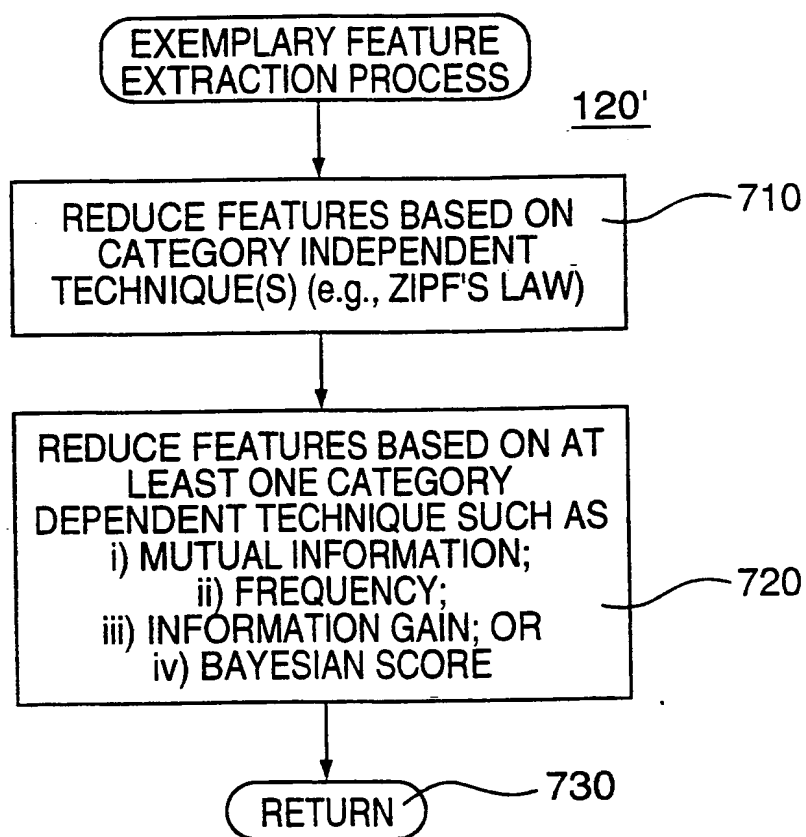 EXEMPLARY FEATURE
EXTRACTION PROCESS
120'
REDUCE FEATURES BASED ON
CATEGORY INDEPENDENT
TECHNIQUE(S) (e.g., ZIPF'S LAW)
710
REDUCE FEATURES BASED ON AT
LEAST ONE CATEGORY
DEPENDENT TECHNIQUE SUCH AS
i) MUTUAL INFORMATION;
ii) FREQUENCY;
iii) INFORMATION GAIN; OR
iv) BAYESIAN SCORE
720
RETURN
730